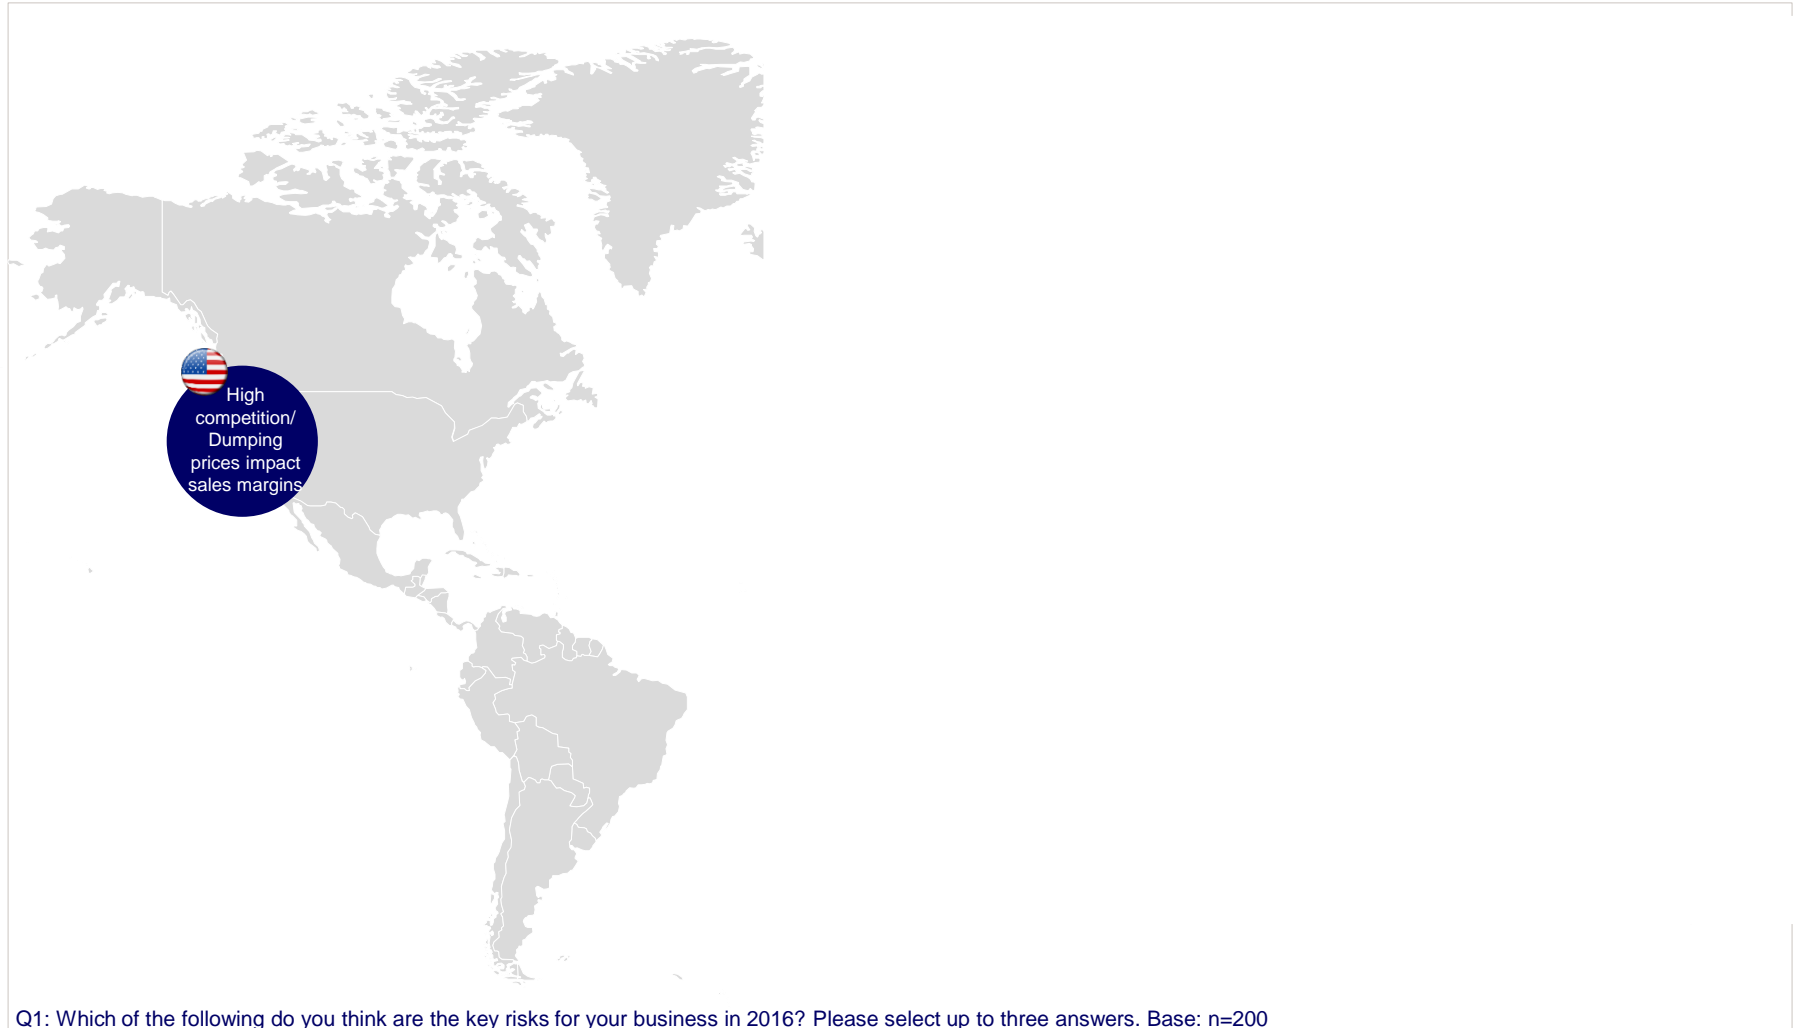 High
competition/
Dumping
prices impact
sales margins
Q1: Which of the following do you think are the key risks for your business in 2016? Please select up to three answers. Base: n=200